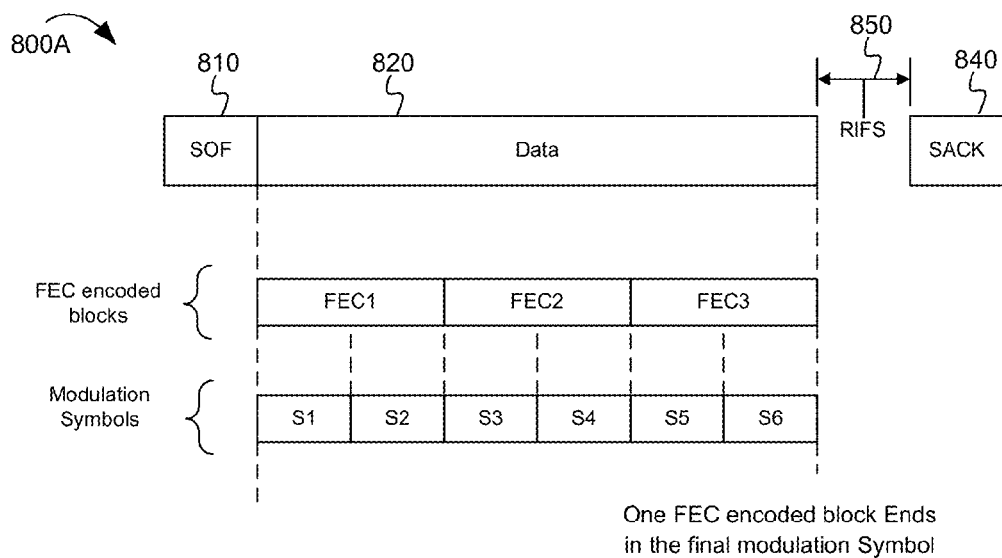 800A
810
820
850
840
SOF
Data
RIFS
SACK
FEC encoded
blocks
FEC1
FEC2
FEC3
Modulation
Symbols
S1
S2
S3
S4
S5
S6
One FEC encoded block Ends
in the final modulation Symbol